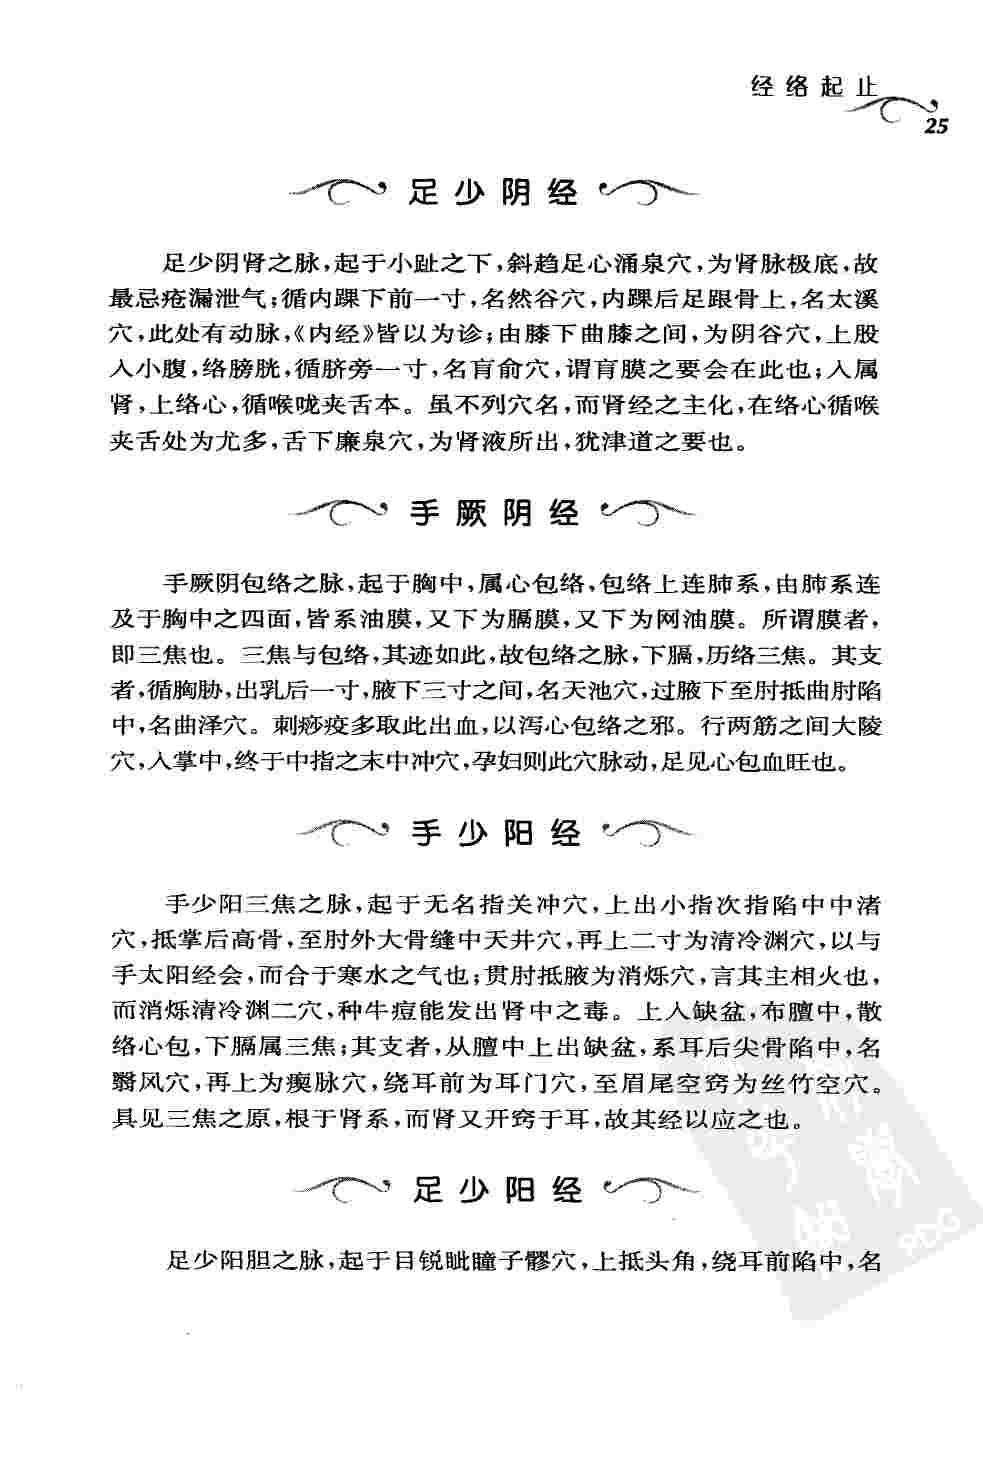 经络起止
25
足少阴经
足少阴肾之脉,起于小趾之下,斜趋足心涌泉穴,为肾脉极底,故
最忌疮漏泄气;循内踝下前一寸,名然谷穴,内踝后足跟骨上,名太溪
穴,此处有动脉,《内经》皆以为诊;由膝下曲膝之间,为阴谷穴,上股
入小腹,络膀胱,循脐旁一寸,名肓俞穴,谓肓膜之要会在此也;入属
肾,上络心,循喉咙夹舌本。虽不列穴名,而肾经之主化,在络心循喉
夹舌处为尤多,舌下廉泉穴,为肾液所出,犹津道之要也。
手厥阴经
手厥阴包络之脉,起于胸中,属心包络,包络上连肺系,由肺系连
及于胸中之四面,皆系油膜,又下为膈膜,又下为网油膜。所谓膜者,
即三焦也。三焦与包络,其迹如此,故包络之脉,下膈,历络三焦。其支
者,循胸胁,出乳后一寸,腋下三寸之间,名天池穴,过腋下至肘抵曲肘陷
中,名曲泽穴。刺痧疫多取此出血,以泻心包络之邪。行两筋之间大陵
穴,入掌中,终于中指之末中冲穴,孕妇则此穴脉动,足见心包血旺也。
手少阳经
手少阳三焦之脉,起于无名指关冲穴,上出小指次指陷中中渚
穴,抵掌后高骨,至肘外大骨缝中天井穴,再上二寸为清冷渊穴,以与
手太阳经会,而合于寒水之气也;贯肘抵腋为消烁穴,言其主相火也,
而消烁清冷渊二穴,种牛痘能发出肾中之毒。上入缺盆,布膻中,散
络心包,下膈属三焦;其支者,从膻中上出缺盆,系耳后尖骨陷中,名
翳风穴,再上为瘈脉穴,绕耳前为耳门穴,至眉尾空窍为丝竹空穴。
具见三焦之原,根于肾系,而肾又开窍于耳,故其经以应之也。
足少阳经
足少阳胆之脉,起于目锐眦瞳子髎穴,上抵头角,绕耳前陷中,名
PDG